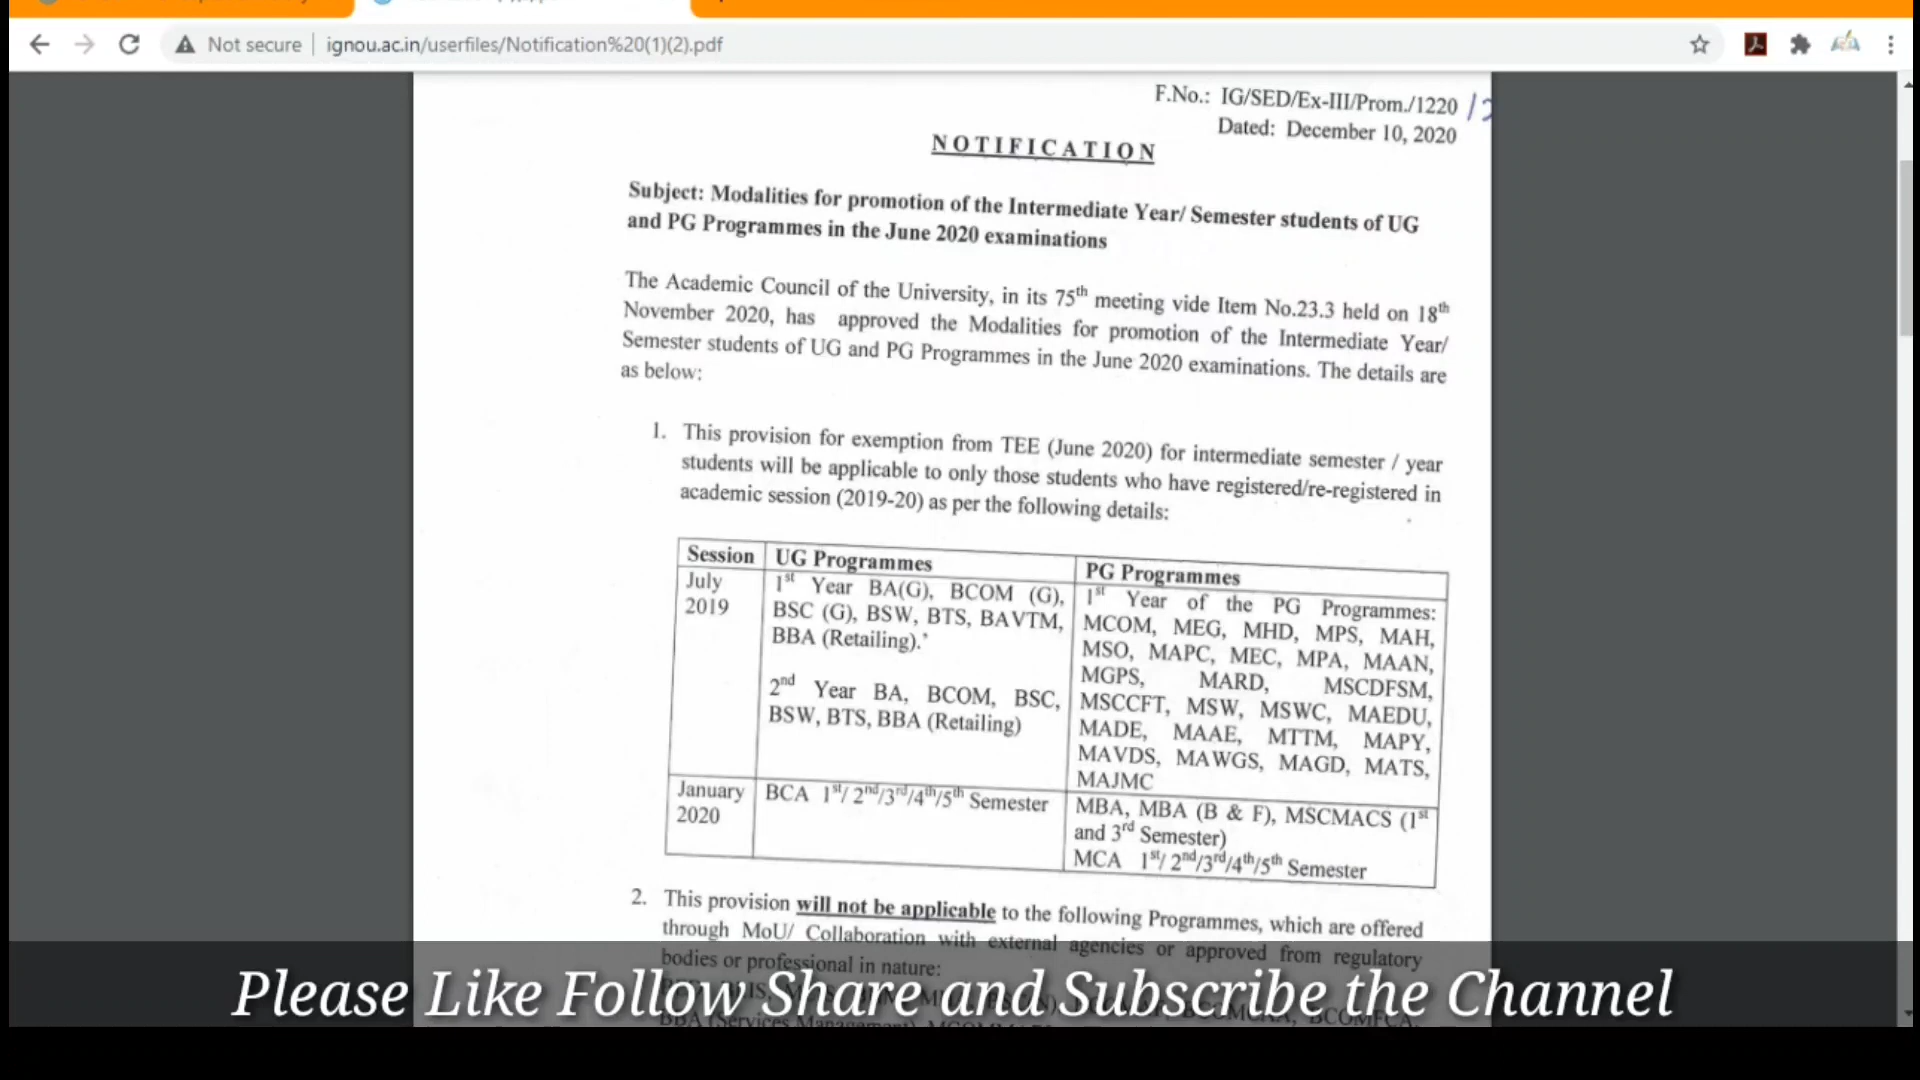 Not secure
ignou.ac.in/userfiles/Notification%20(1)(2).pdf
F.No.: IG/SED/Ex-III/Prom./1220
Dated: December 10, 2020
NOTIFICATION
Subject: Modalities for promotion of the Intermediate Year/ Semester students of UG
and PG Programmes in the June 2020 examinations
The Academic Council of the University, in its 75th meeting vide Item No.23.3 held on 18th
November 2020, has approved the Modalities for promotion of the Intermediate Year/
Semester students of UG and PG Programmes in the June 2020 examinations. The details are
as below:
1. This provision for exemption from TEE (June 2020) for intermediate semester / year
students will be applicable to only those students who have registered/re-registered in
academic session (2019-20) as per the following details:
Session UG Programmes PG Programmes
July
2019
1st Year BA(G), BCOM (G),
BSC (G), BSW, BTS, BAVTM,
BBA (Retailing).
2nd Year BA, BCOM, BSC,
BSW, BTS, BBA (Retailing)
1st Year of the PG Programmes:
MCOM, MEG, MHD, MPS, MAH,
MSO, MAPC, MEC, MPA, MAAN,
MGPS, MARD, MSCDFSM,
MSCCFT, MSW, MSWC, MAEDU,
MADE, MAAE, MTTM, MAPY,
MAVDS, MAWGS, MAGD, MATS,
MAJMC
January
2020
BCA 1st/ 2nd/3rd/4th/5th Semester
MBA, MBA (B & F), MSCMACS (1st
and 3rd Semester)
MCA 1st/ 2nd/3rd/4th/5th Semester
2. This provision will not be applicable to the following Programmes, which are offered
through MoU/ Collaboration with external agencies or approved from regulatory
bodies or professional in nature:
Please Like Follow Share and Subscribe the Channel